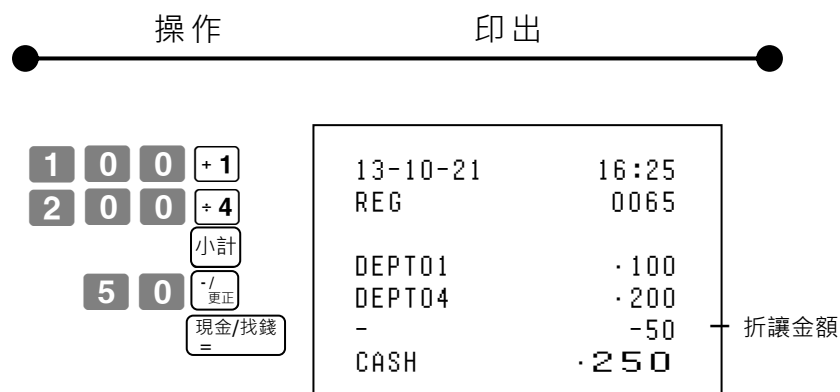 操作 印出
1 0 0 + 1
2 0 0 ÷ 4
小計
5 0 -/更正
現金/找錢 =
13-10-21 16:25
REG 0065
DEPT01 ·100
DEPT04 ·200
- -50 折讓金額
CASH ·250